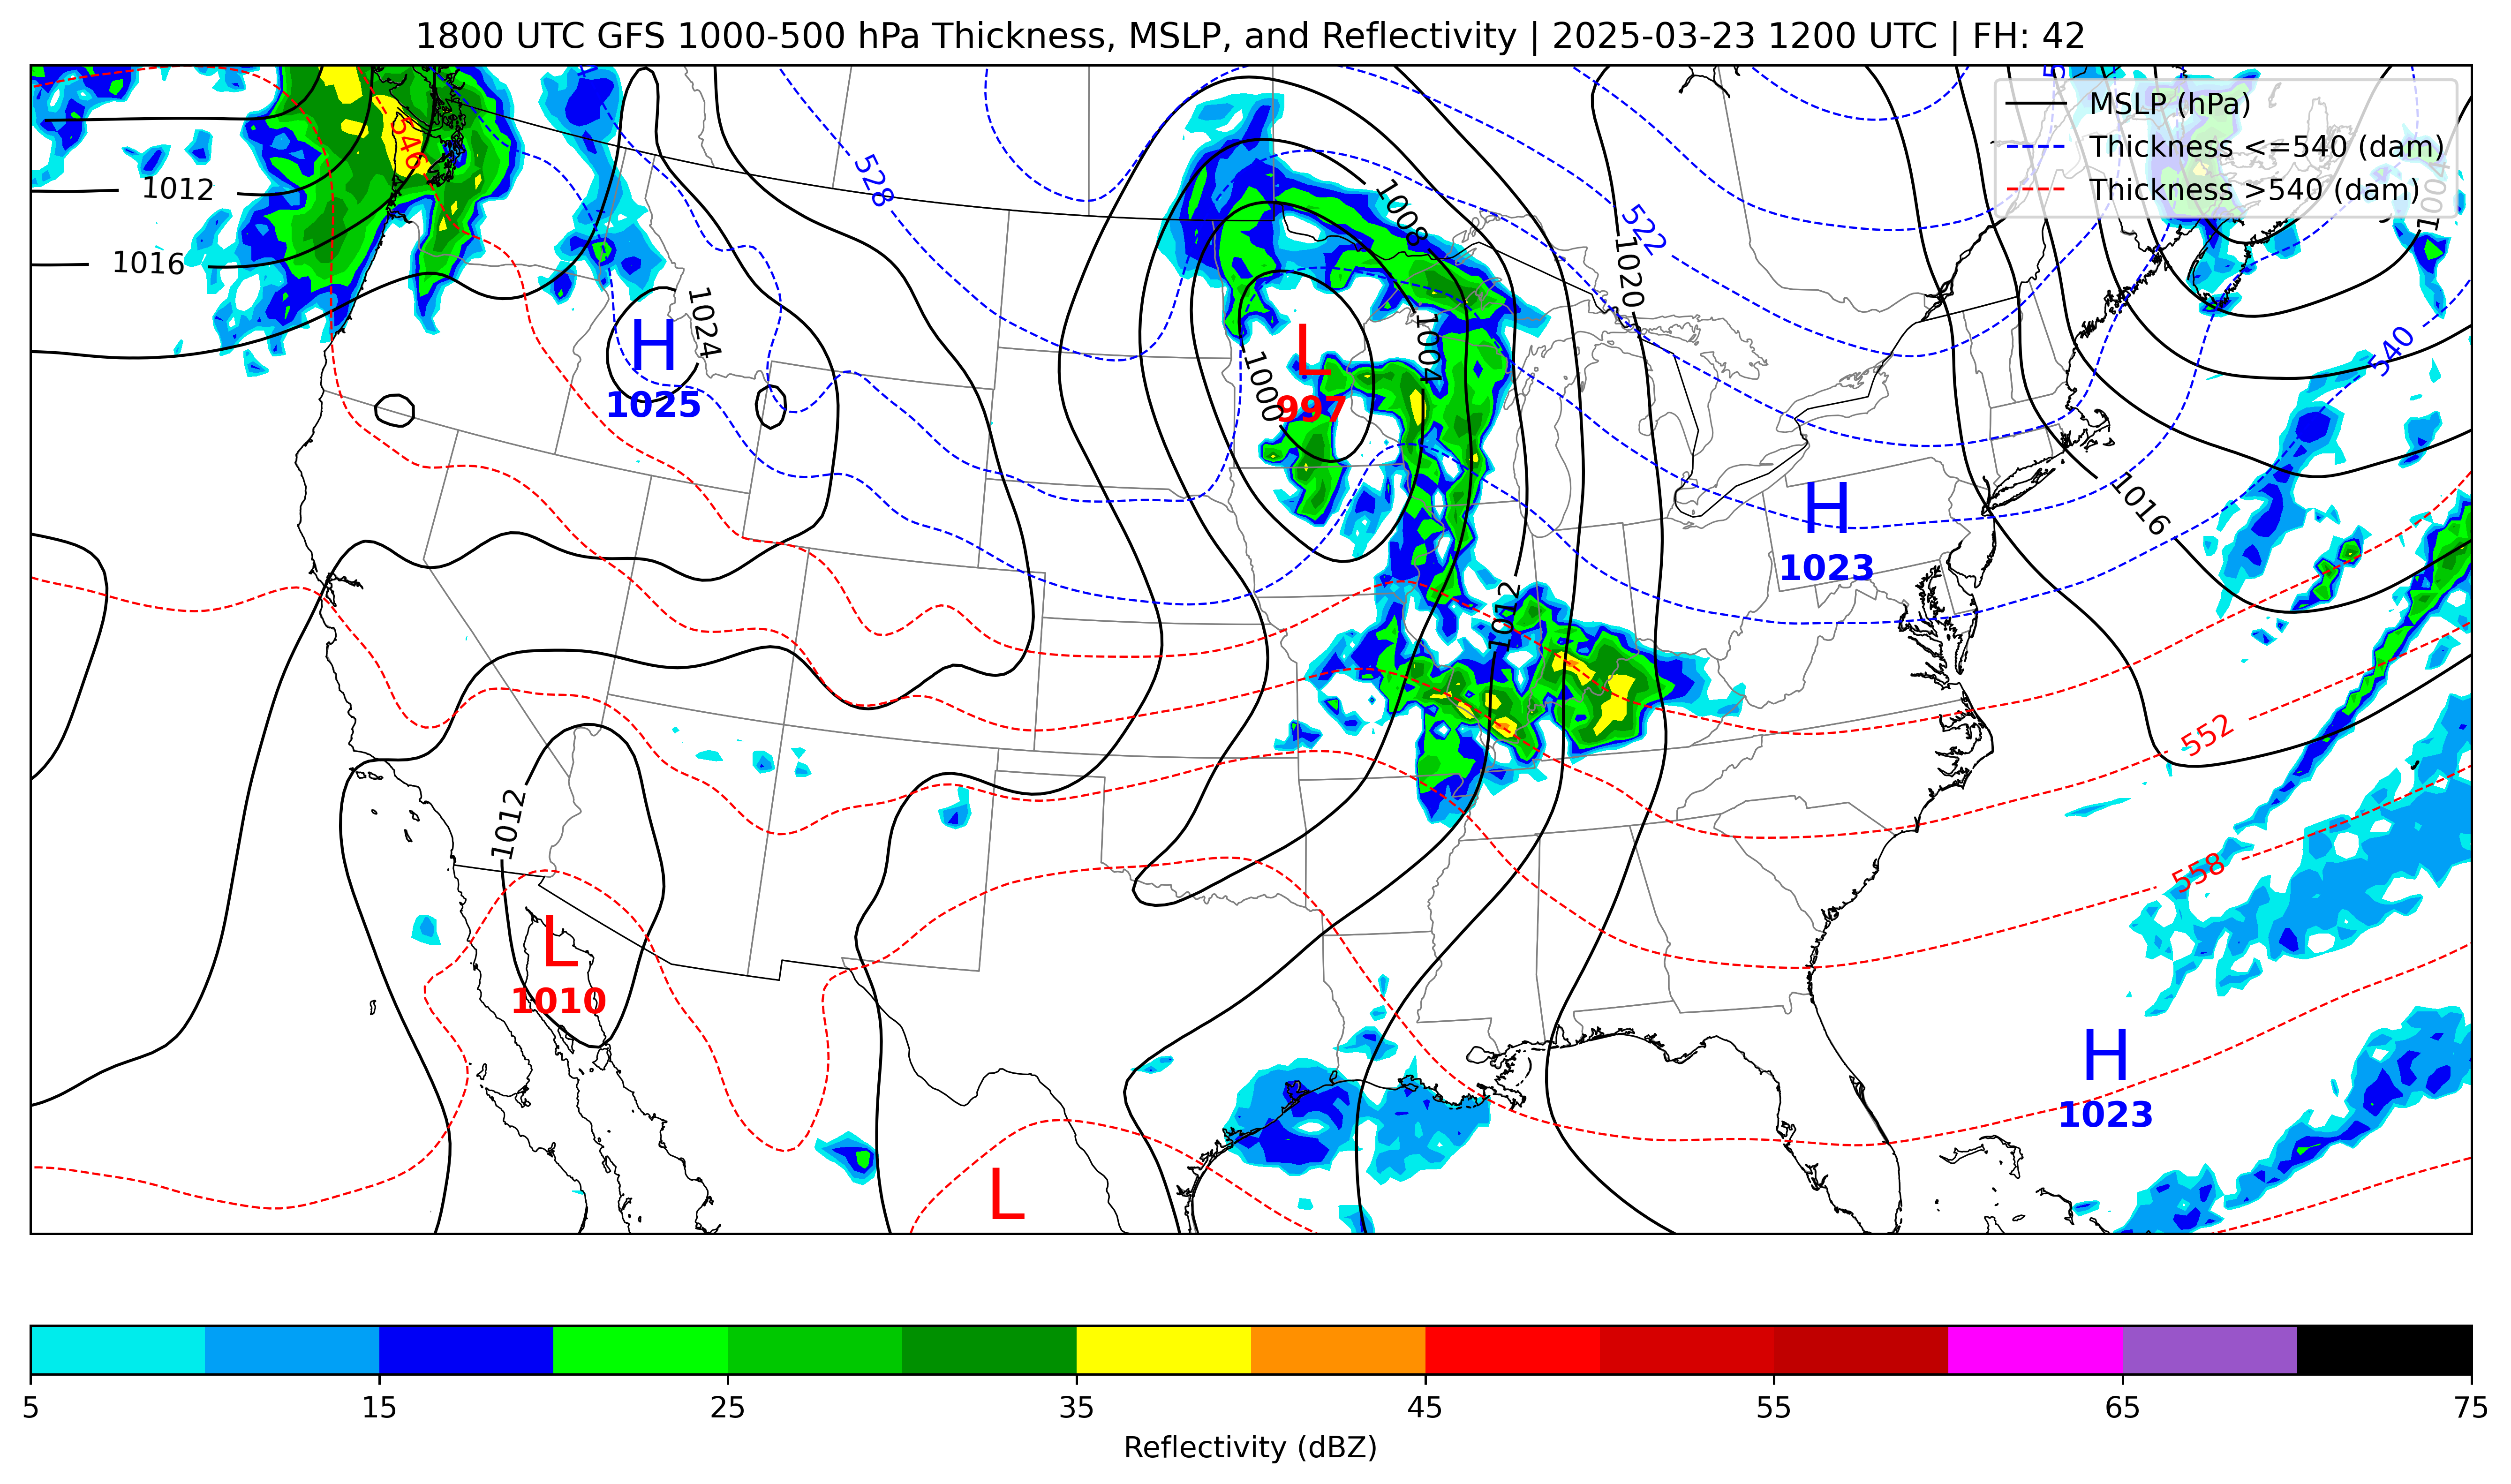 1800 UTC GFS 1000-500 hPa Thickness, MSLP, and Reflectivity | 2025-03-23 1200 UTC | FH: 42
MSLP (hPa)
Thickness <=540 (dam)
Thickness >540 (dam)
546
1012
1016
528
1008
522
1020
1004
1024
H
1025
L
997
1000
1004
540
H
1023
1016
1012
552
1012
558
L
1010
H
1023
L
5
15
25
35
45
55
65
75
Reflectivity (dBZ)